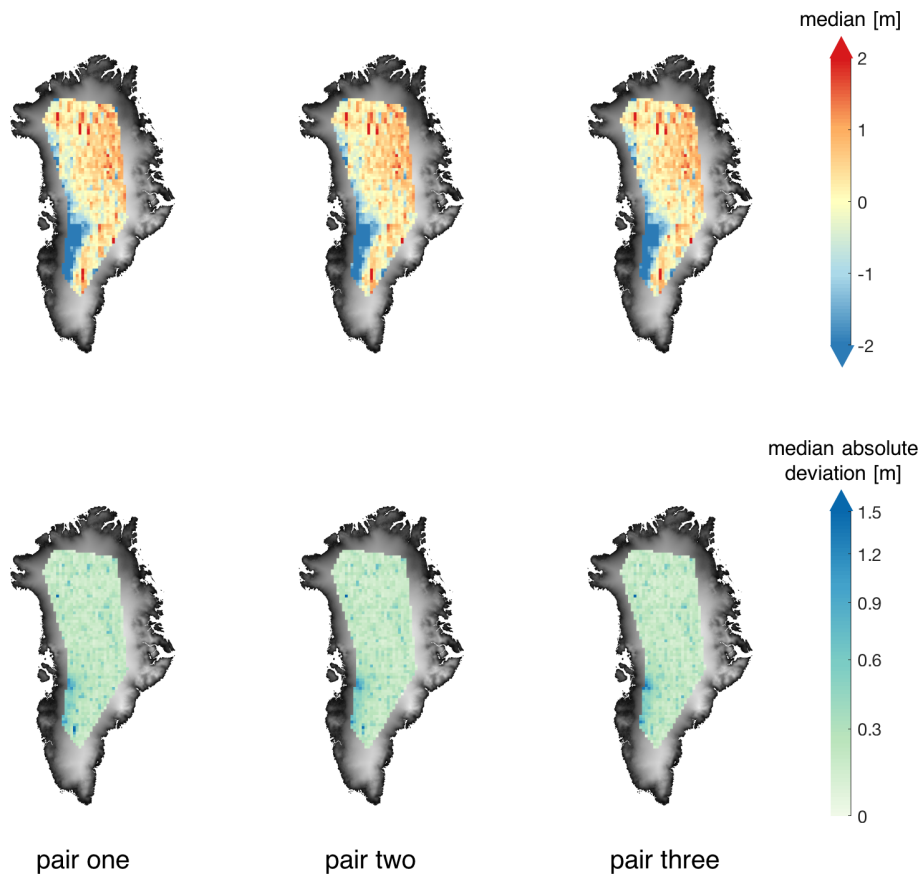 median [m]
2
1
0
-1
-2
median absolute
deviation [m]
1.5
1.2
0.9
0.6
0.3
0
pair one
pair two
pair three